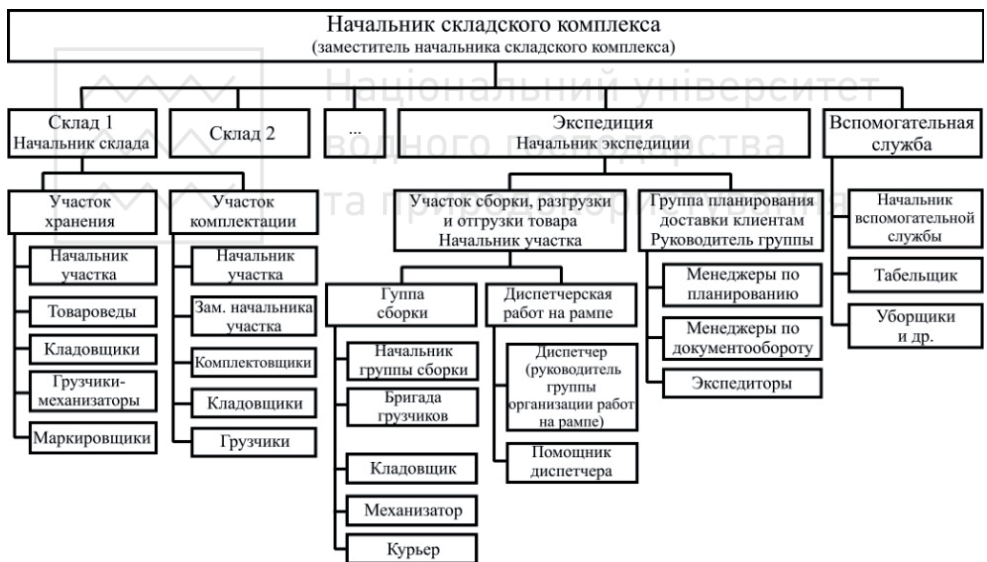 Начальник складского комплекса
(заместитель начальника складского комплекса)
Національний університет
водного господарства
та природокористування
Склад 1
Начальник склада
Склад 2
...
Экспедиция
Начальник экспедиции
Вспомогательная
служба
Участок
хранения
Начальник
участка
Товароведы
Кладовщики
Грузчики-
механизаторы
Маркировщики
Участок
комплектации
Начальник
участка
Зам. начальника
участка
Комплектовщики
Кладовщики
Грузчики
Участок сборки, разгрузки
и отгрузки товара
Начальник участка
Гуппа
сборки
Начальник
группы сборки
Бригада
грузчиков
Кладовщик
Механизатор
Курьер
Диспетчерская
работ на рампе
Диспетчер
(руководитель
группы
организации работ
на рампе)
Помощник
диспетчера
Группа планирования
доставки клиентам
Руководитель группы
Менеджеры по
планированию
Менеджеры по
документообороту
Экспедиторы
Начальник
вспомогательной
службы
Табельщик
Уборщики
и др.